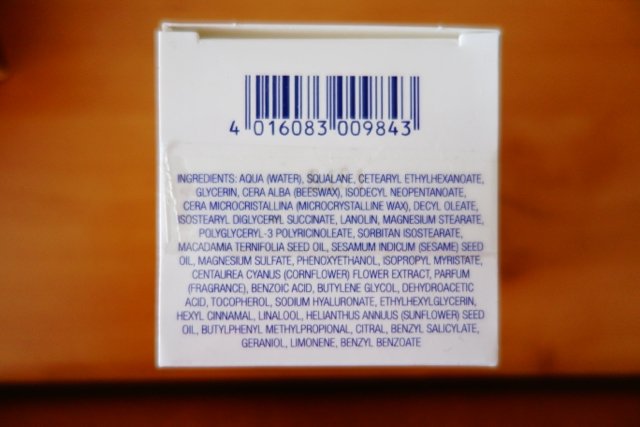 4 016083 009843
INGREDIENTS: AQUA (WATER), SQUALANE, CETEARYL ETHYLHEXANOATE,
GLYCERIN, CERA ALBA (BEESWAX), ISODECYL NEOPENTANOATE,
CERA MICROCRISTALLINA (MICROCRYSTALLINE WAX), DECYL OLEATE,
ISOSTEARYL DIGLYCERYL SUCCINATE, LANOLIN, MAGNESIUM STEARATE,
POLYGLYCERYL-3 POLYRICINOLEATE, SORBITAN ISOSTEARATE,
MACADAMIA TERNIFOLIA SEED OIL, SESAMUM INDICUM (SESAME) SEED
OIL, MAGNESIUM SULFATE, PHENOXYETHANOL, ISOPROPYL MYRISTATE,
CENTAUREA CYANUS (CORNFLOWER) FLOWER EXTRACT, PARFUM
(FRAGRANCE), BENZOIC ACID, BUTYLENE GLYCOL, DEHYDROACETIC
ACID, TOCOPHEROL, SODIUM HYALURONATE, ETHYLHEXYLGLYCERIN,
HEXYL CINNAMAL, LINALOOL, HELIANTHUS ANNUUS (SUNFLOWER) SEED
OIL, BUTYLPHENYL METHYLPROPIONAL, CITRAL, BENZYL SALICYLATE,
GERANIOL, LIMONENE, BENZYL BENZOATE